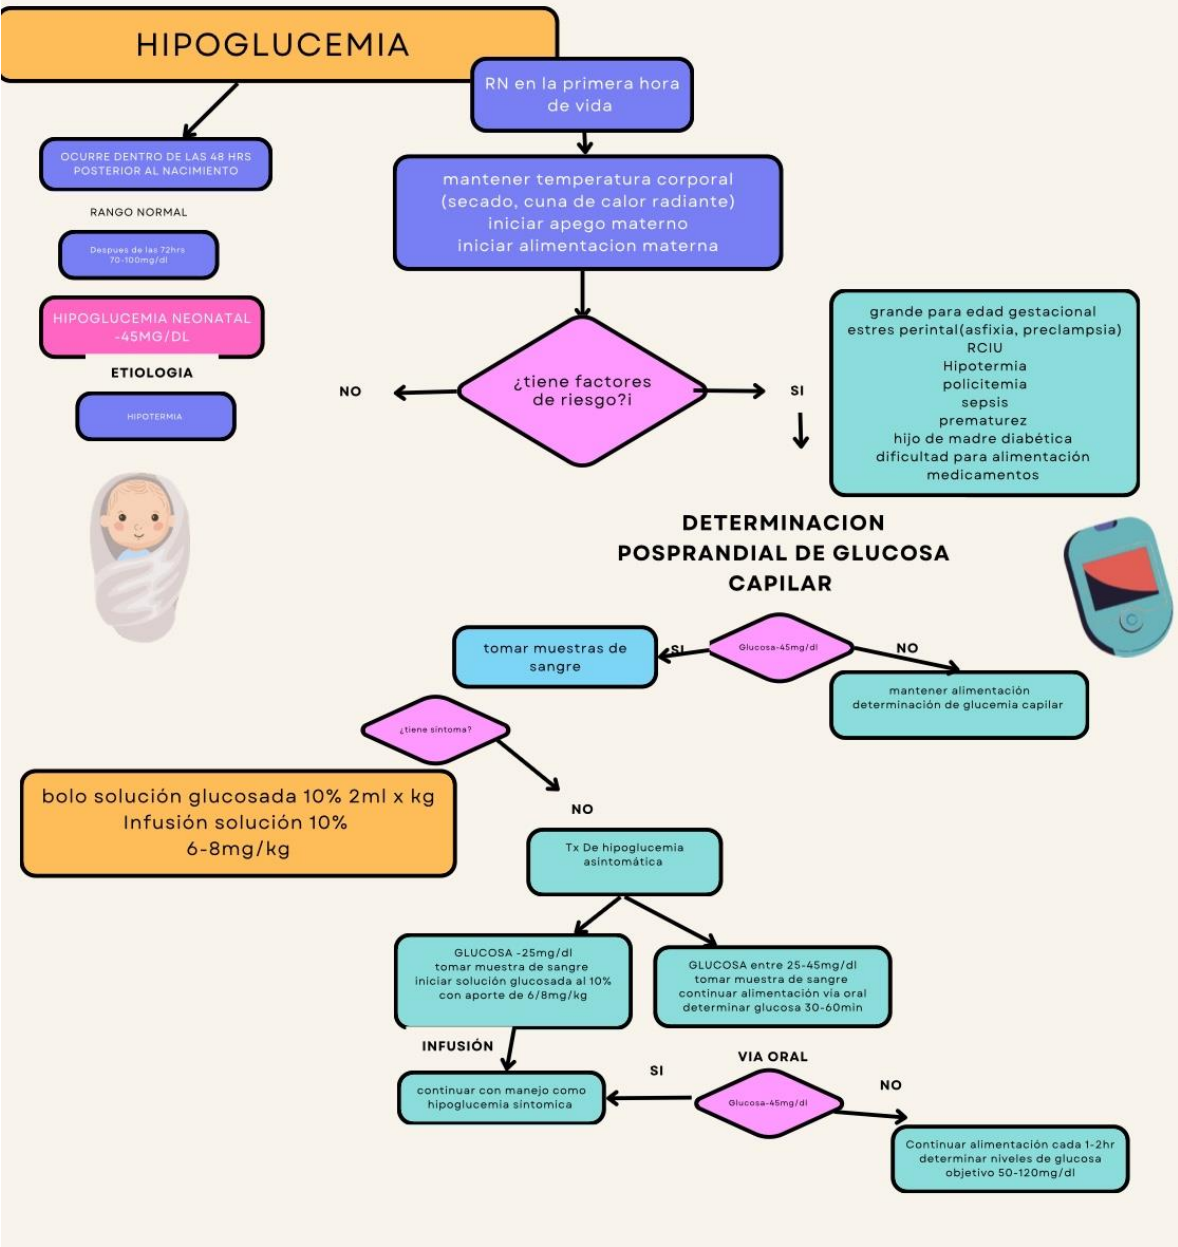 HIPOGLUCEMIA
RN en la primera hora
de vida
OCURRE DENTRO DE LAS 48 HRS
POSTERIOR AL NACIMIENTO
RANGO NORMAL
Despues de las 72hrs
70-100mg/dl
HIPOGLUCEMIA NEONATAL
-45MG/DL
ETIOLOGIA
HIPOTERMIA
mantener temperatura corporal
(secado, cuna de calor radiante)
iniciar apego materno
iniciar alimentacion materna
¿tiene factores
de riesgo?i
NO
SI
grande para edad gestacional
estres perintal(asfixia, preclampsia)
RCIU
Hipotermia
policitemia
sepsis
prematurez
hijo de madre diabética
dificultad para alimentación
medicamentos
DETERMINACION
POSPRANDIAL DE GLUCOSA
CAPILAR
Glucosa-45mg/dl
SI
NO
tomar muestras de
sangre
mantener alimentación
determinación de glucemia capilar
¿tiene sintoma?
bolo solución glucosada 10% 2ml x kg
Infusión solución 10%
6-8mg/kg
NO
Tx De hipoglucemia
asintomática
GLUCOSA -25mg/dl
tomar muestra de sangre
iniciar solución glucosada al 10%
con aporte de 6/8mg/kg
GLUCOSA entre 25-45mg/dl
tomar muestra de sangre
continuar alimentación via oral
determinar glucosa 30-60min
INFUSIÓN
VIA ORAL
continuar con manejo como
hipoglucemia sintomica
SI
Glucosa-45mg/dl
NO
Continuar alimentación cada 1-2hr
determinar niveles de glucosa
objetivo 50-120mg/dl